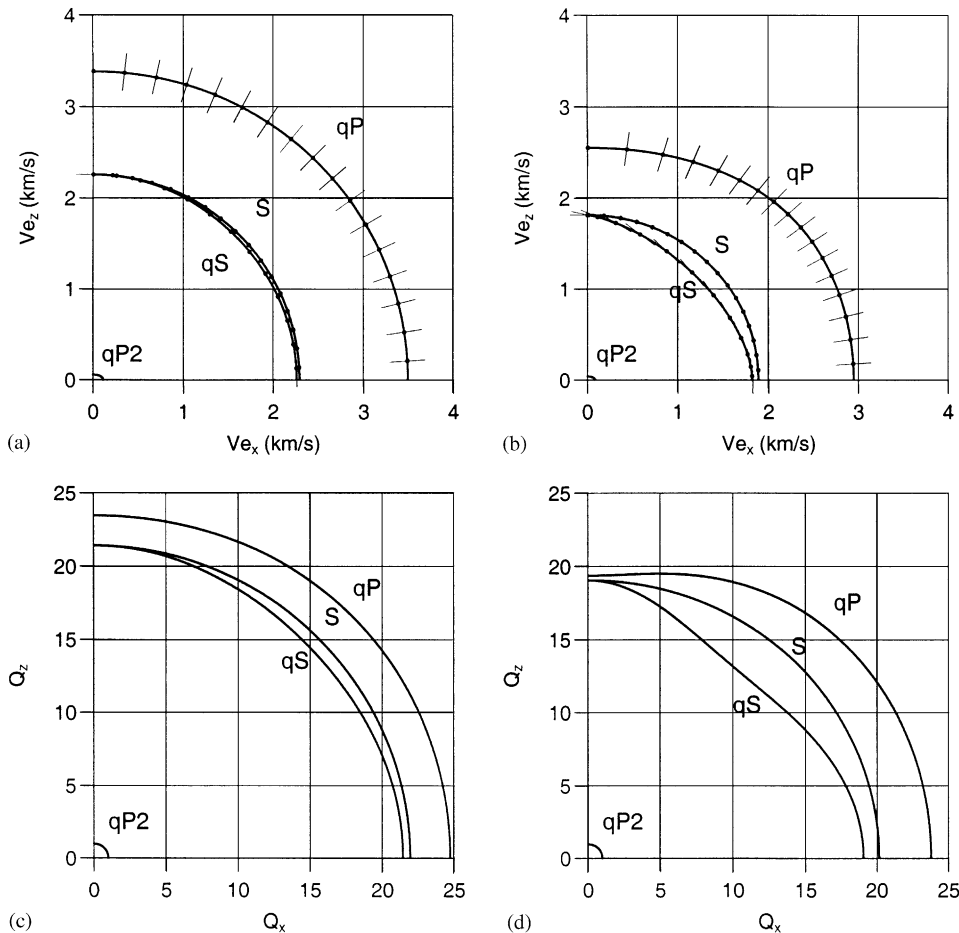 4
3
2
1
0
Ve_z (km/s)
qP
S
qS
qP2
0 1 2 3 4
(a) Ve_x (km/s)
4
3
2
1
0
Ve_z (km/s)
qP
S
qS
qP2
0 1 2 3 4
(b) Ve_x (km/s)
25
20
15
10
5
0
Q_z
qP
S
qS
qP2
0 5 10 15 20 25
(c) Q_x
25
20
15
10
5
0
Q_z
qP
S
qS
qP2
0 5 10 15 20 25
(d) Q_x